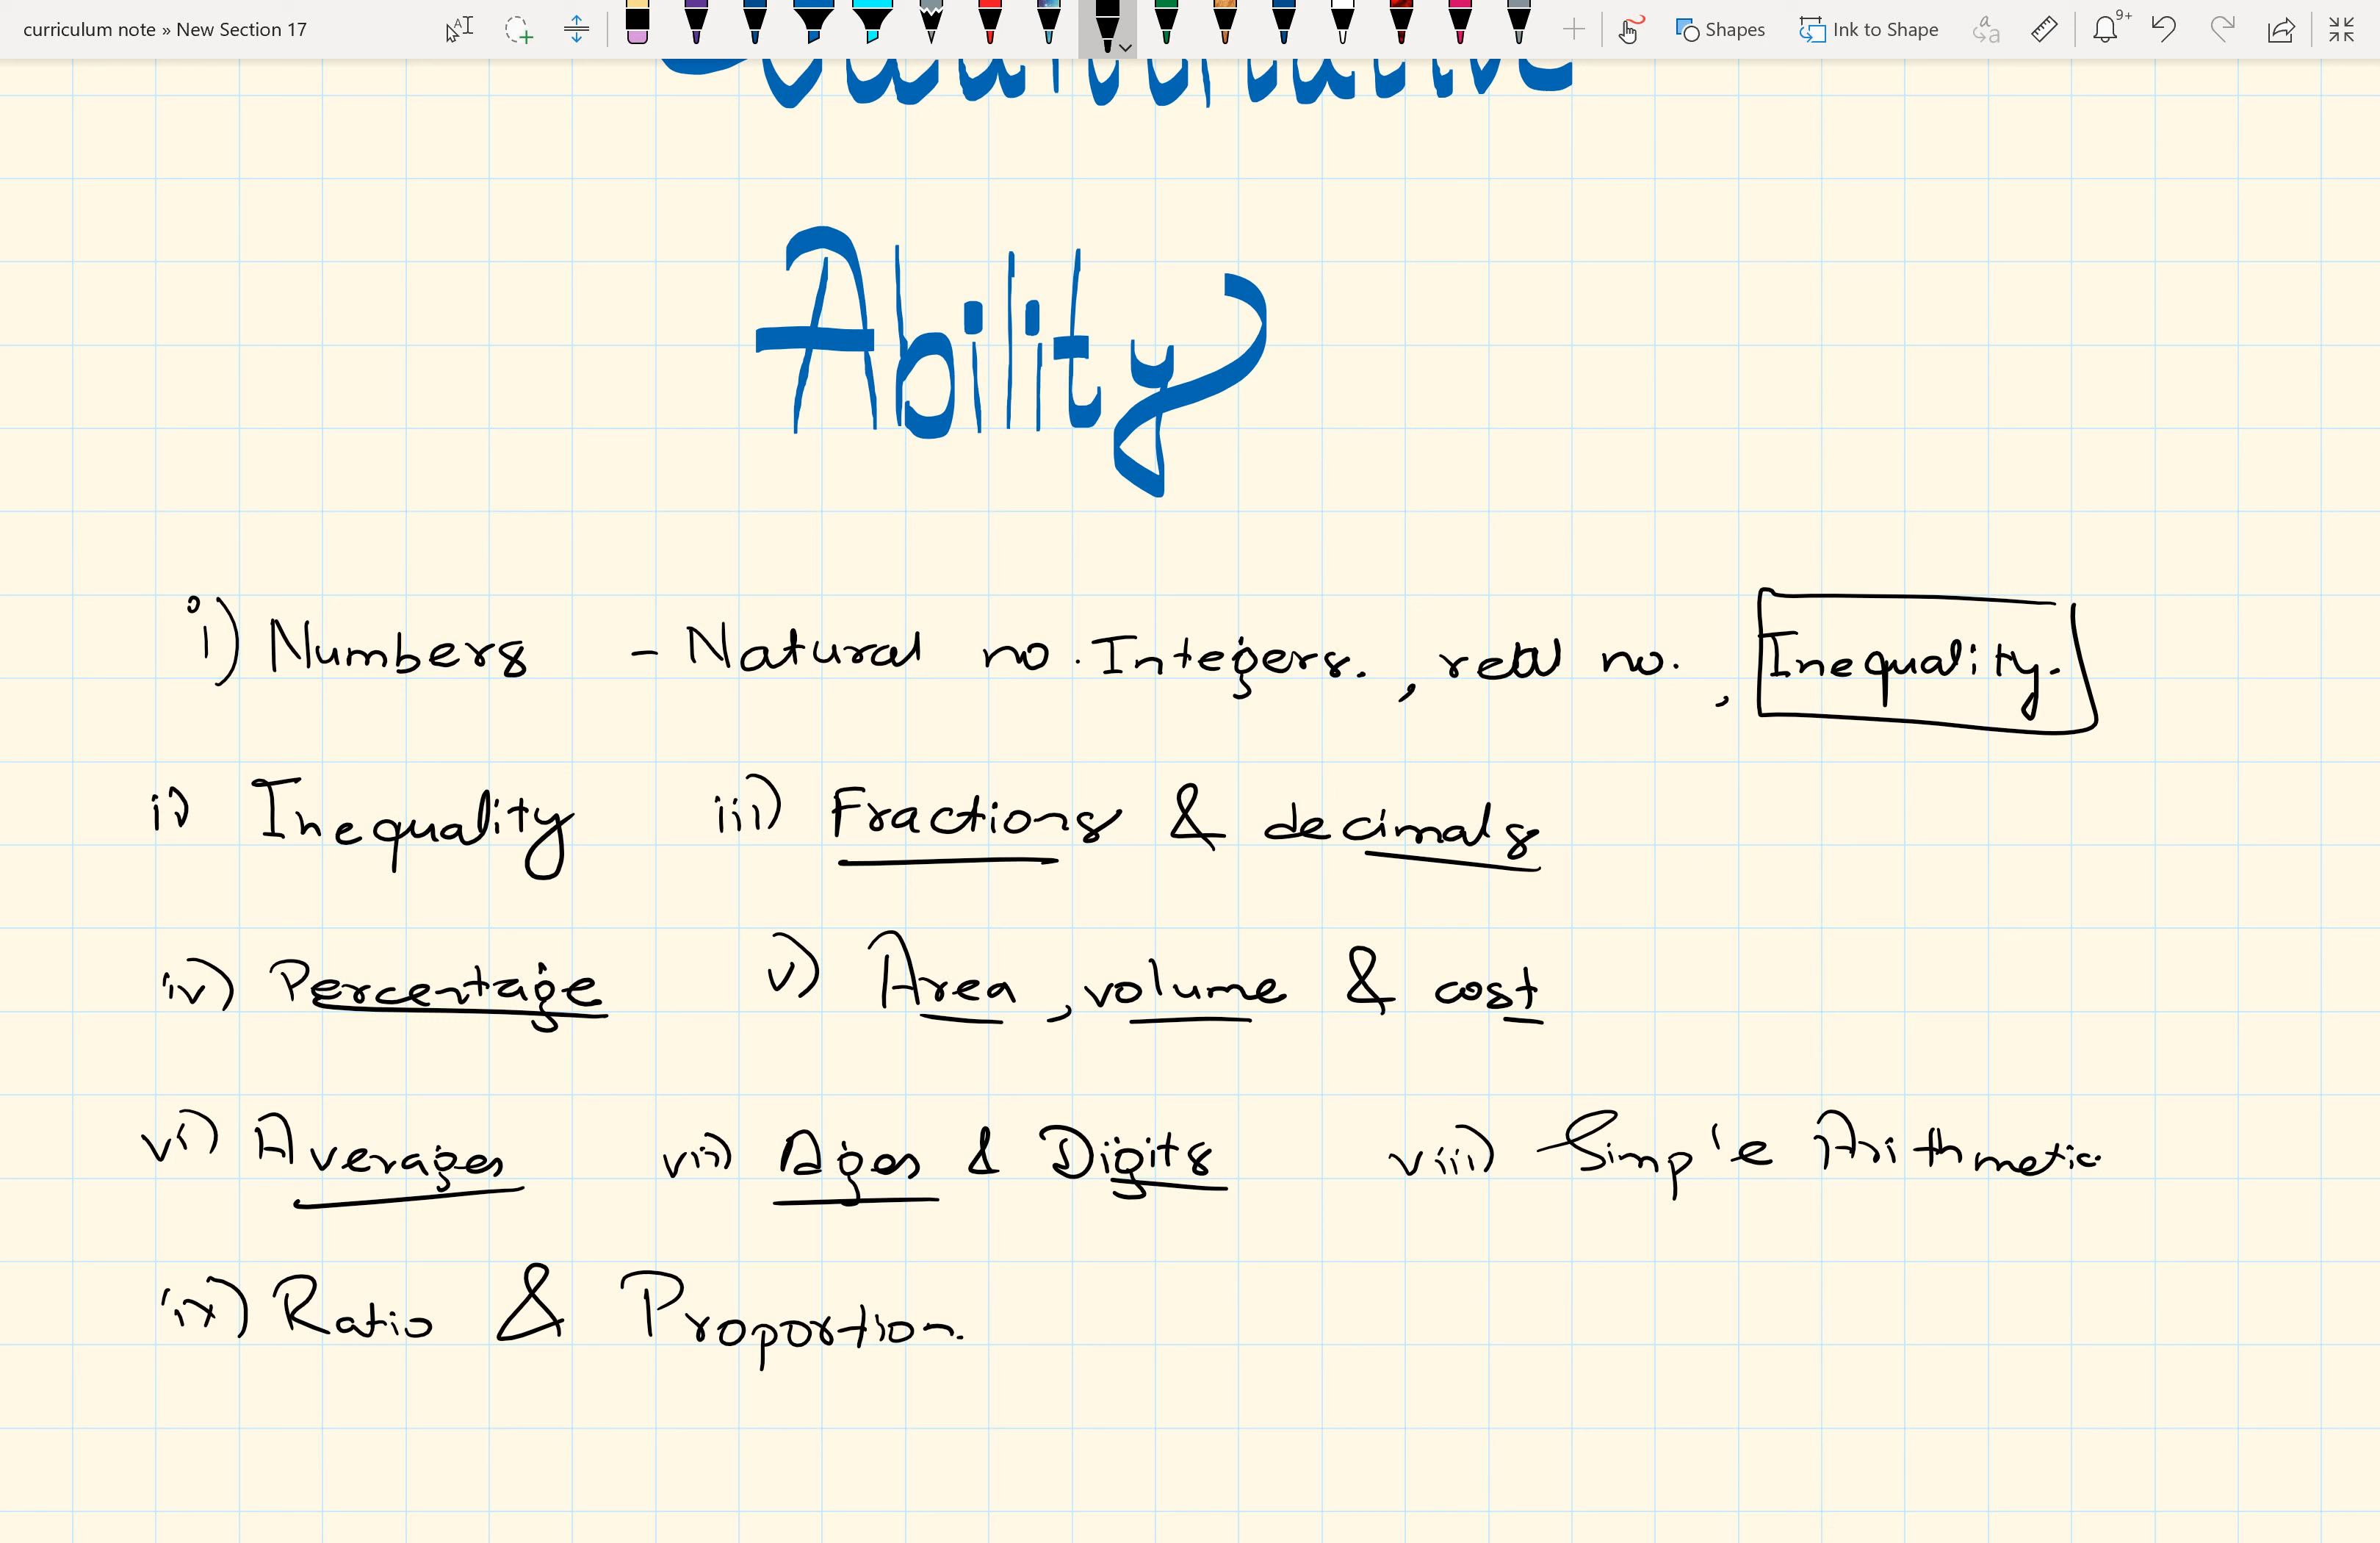 curriculum note » New Section 17
Shapes
Ink to Shape
9+
Ability
i) Numbers - Natural no. Integers. , real no. , Inequality.
i) Inequality iii) Fractions & decimals
iv) Percentage v) Area, volume & cost
vi) Averages vii) Ages & Digits viii) Simple Arithmetic
ix) Ratio & Proportion.